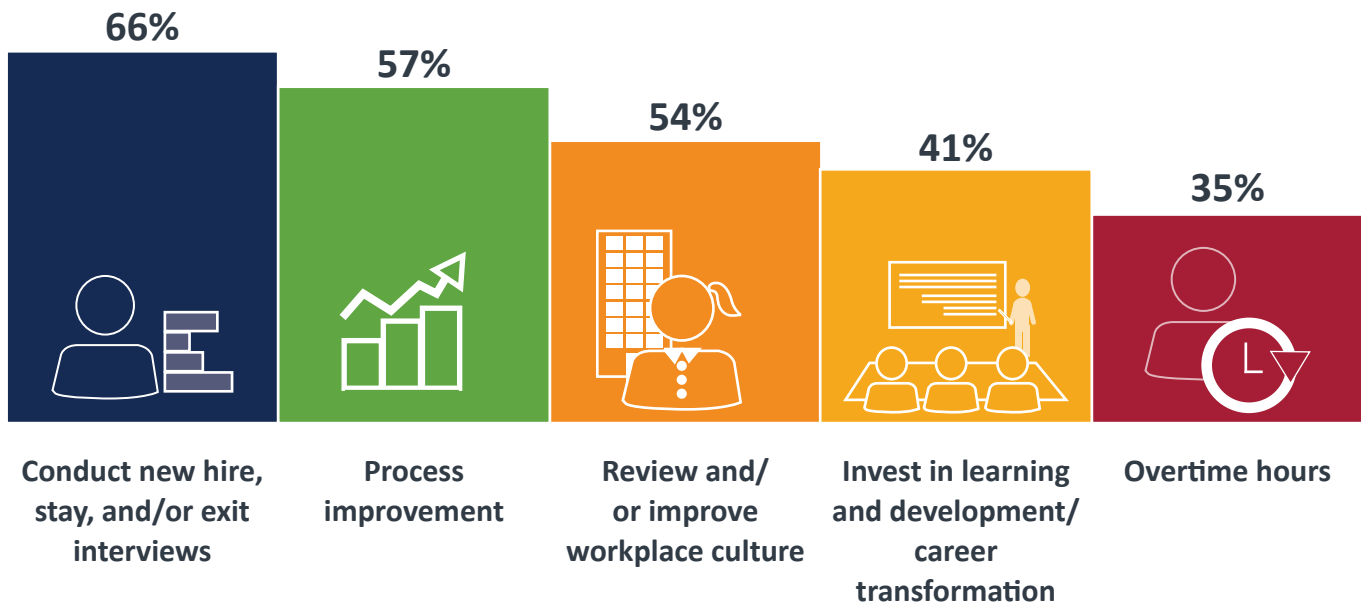 66%
57%
54%
41%
35%
Conduct new hire,
stay, and/or exit
interviews
Process
improvement
Review and/
or improve
workplace culture
Invest in learning
and development/
career
transformation
Overtime hours